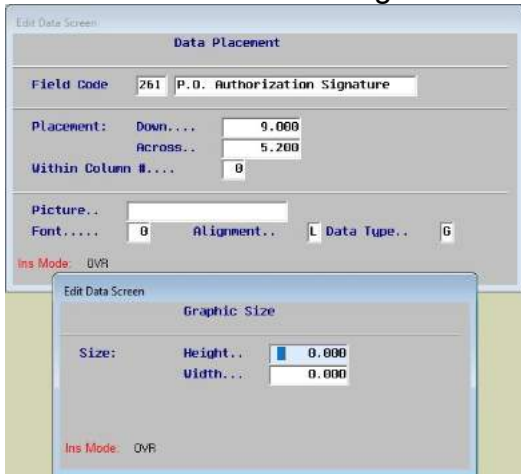 Edit Data Screen
Data Placement
Field Code 261 P.O. Authorization Signature
Placement: Down.... 9.000
Across.. 5.200
Within Column #.... 0
Picture..
Font..... 0 Alignment.. L Data Type.. G
Ins Mode: OVR
Edit Data Screen
Graphic Size
Size: Height.. 0.000
Width... 0.000
Ins Mode: OVR